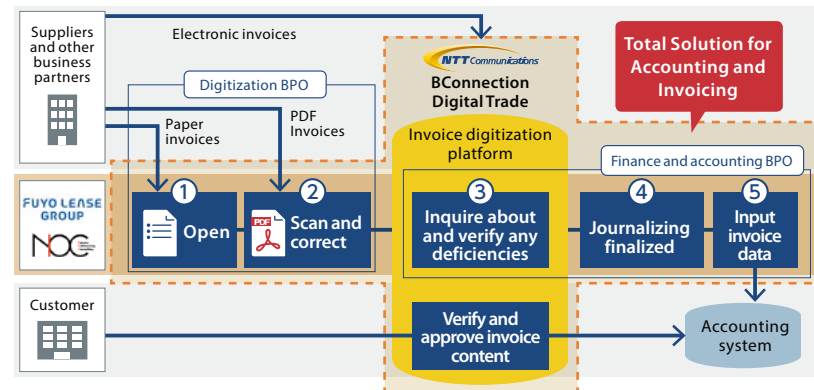 Suppliers
and other
business
partners
Electronic invoices
NTT Communications
BConnection
Digital Trade
Total Solution for
Accounting and
Invoicing
Digitization BPO
Paper
invoices
PDF
Invoices
Invoice digitization
platform
Finance and accounting BPO
FUYO LEASE
GROUP
NOC
1
Open
2
PDF
Scan and
correct
3
Inquire about
and verify any
deficiencies
4
Journalizing
finalized
5
Input
invoice
data
Customer
Verify and
approve invoice
content
Accounting
system